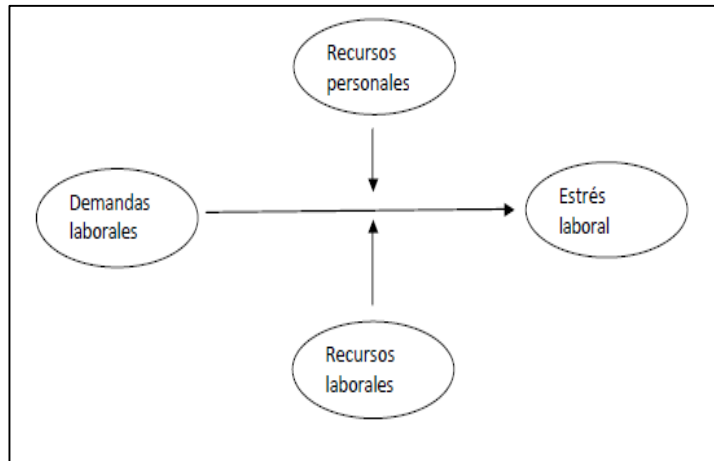 Recursos
personales
Demandas
laborales
Estrés
laboral
Recursos
laborales